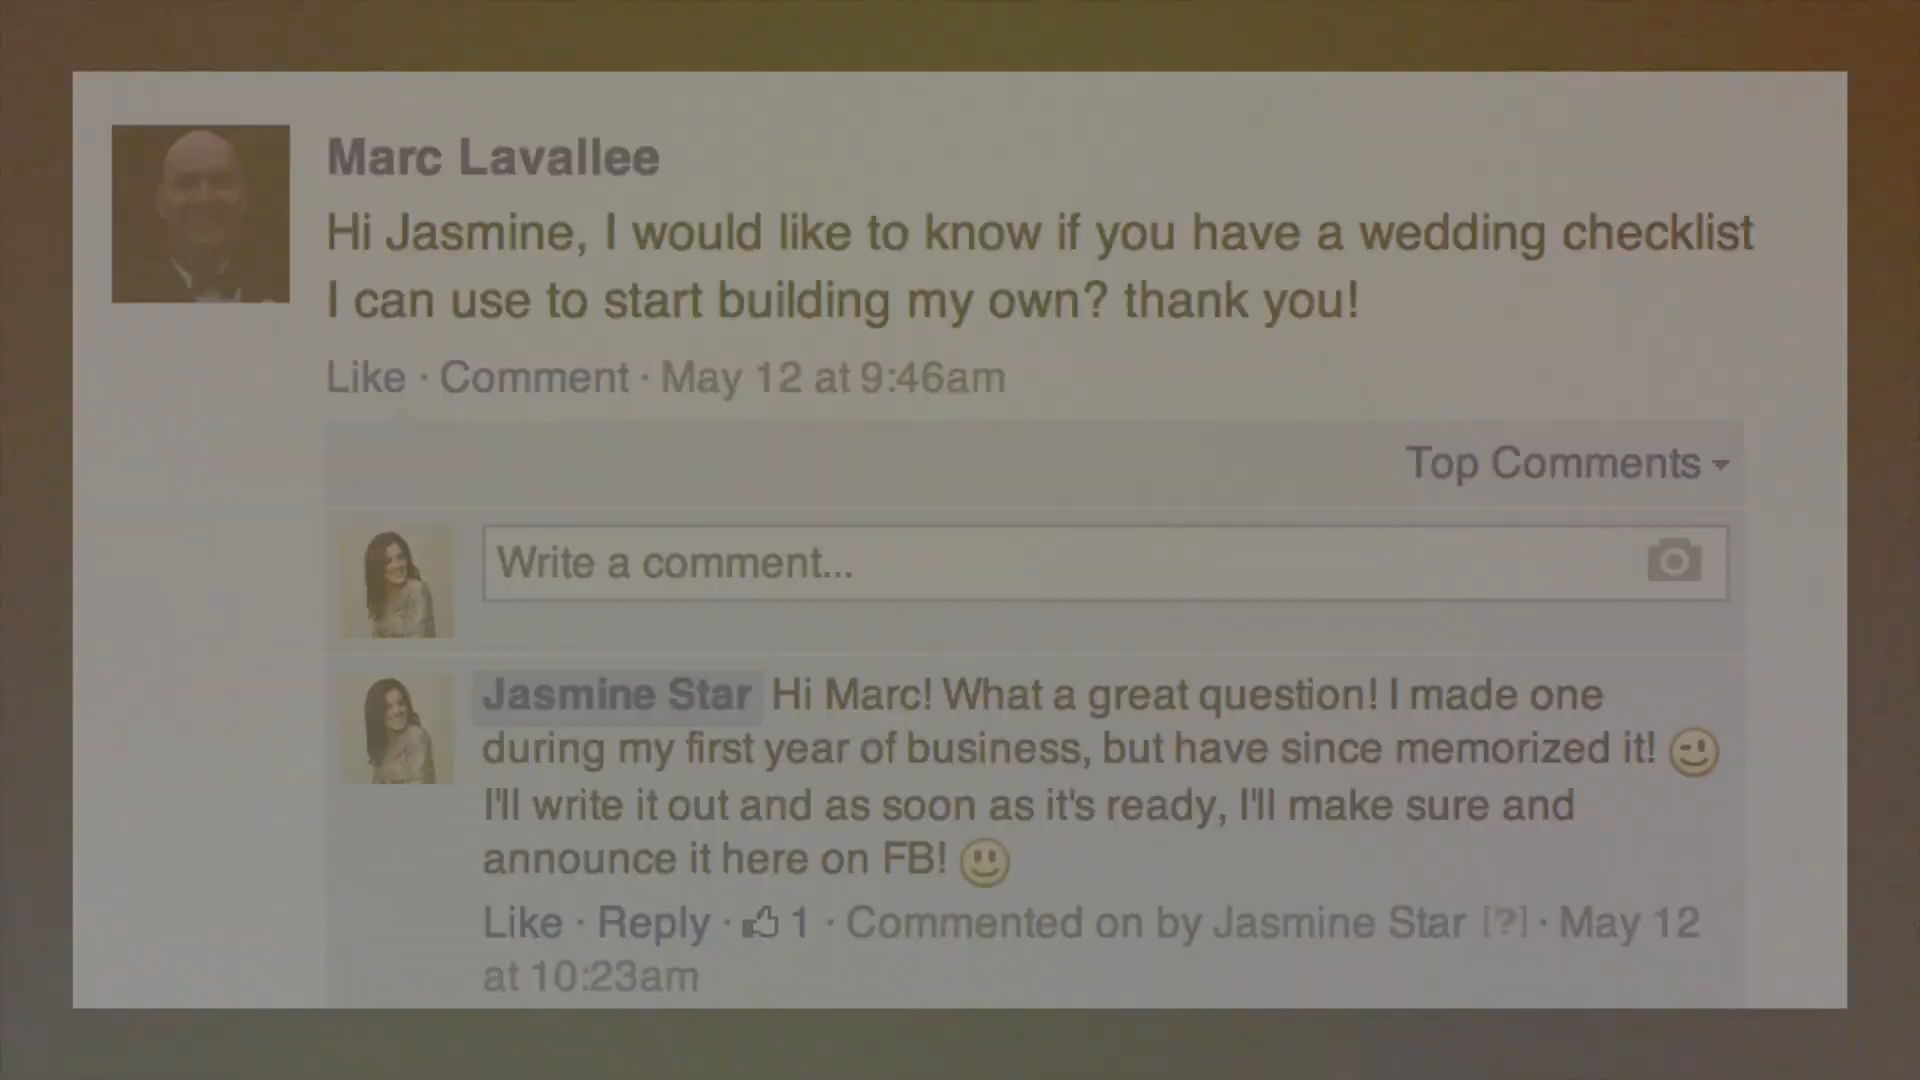 Marc Lavallee
Hi Jasmine, I would like to know if you have a wedding checklist
I can use to start building my own? thank you!
Like · Comment · May 12 at 9:46am
Top Comments
Write a comment...
Jasmine Star Hi Marc! What a great question! I made one
during my first year of business, but have since memorized it!
I'll write it out and as soon as it's ready, I'll make sure and
announce it here on FB!
Like · Reply · 1 · Commented on by Jasmine Star [?] · May 12
at 10:23am